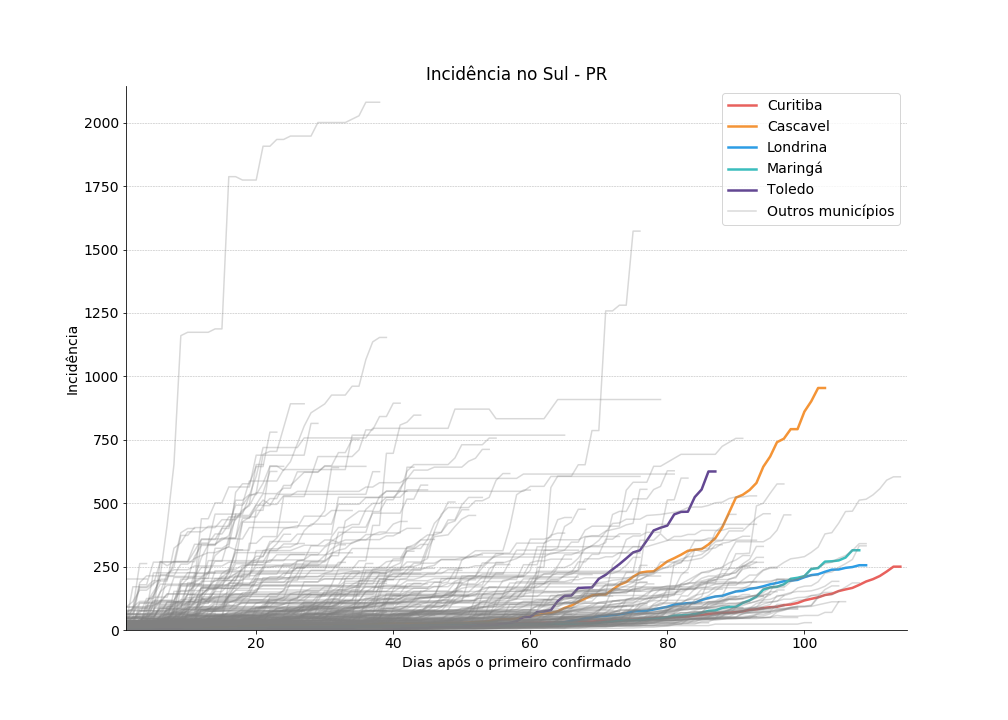 Incidência no Sul - PR
Curitiba
Cascavel
Londrina
Maringá
Toledo
Outros municípios
Incidência
2000
1750
1500
1250
1000
750
500
250
0
20
40
60
80
100
Dias após o primeiro confirmado